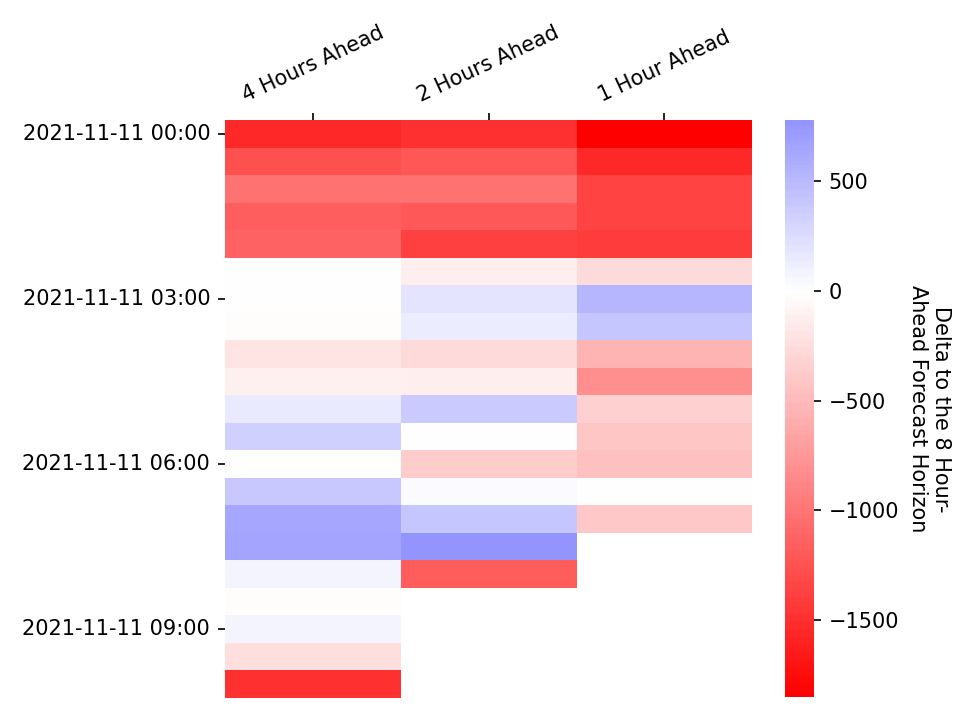 4 Hours Ahead
2 Hours Ahead
1 Hour Ahead
2021-11-11 00:00
2021-11-11 03:00
2021-11-11 06:00
2021-11-11 09:00
500
0
−500
−1000
−1500
Delta to the 8 Hour-
Ahead Forecast Horizon